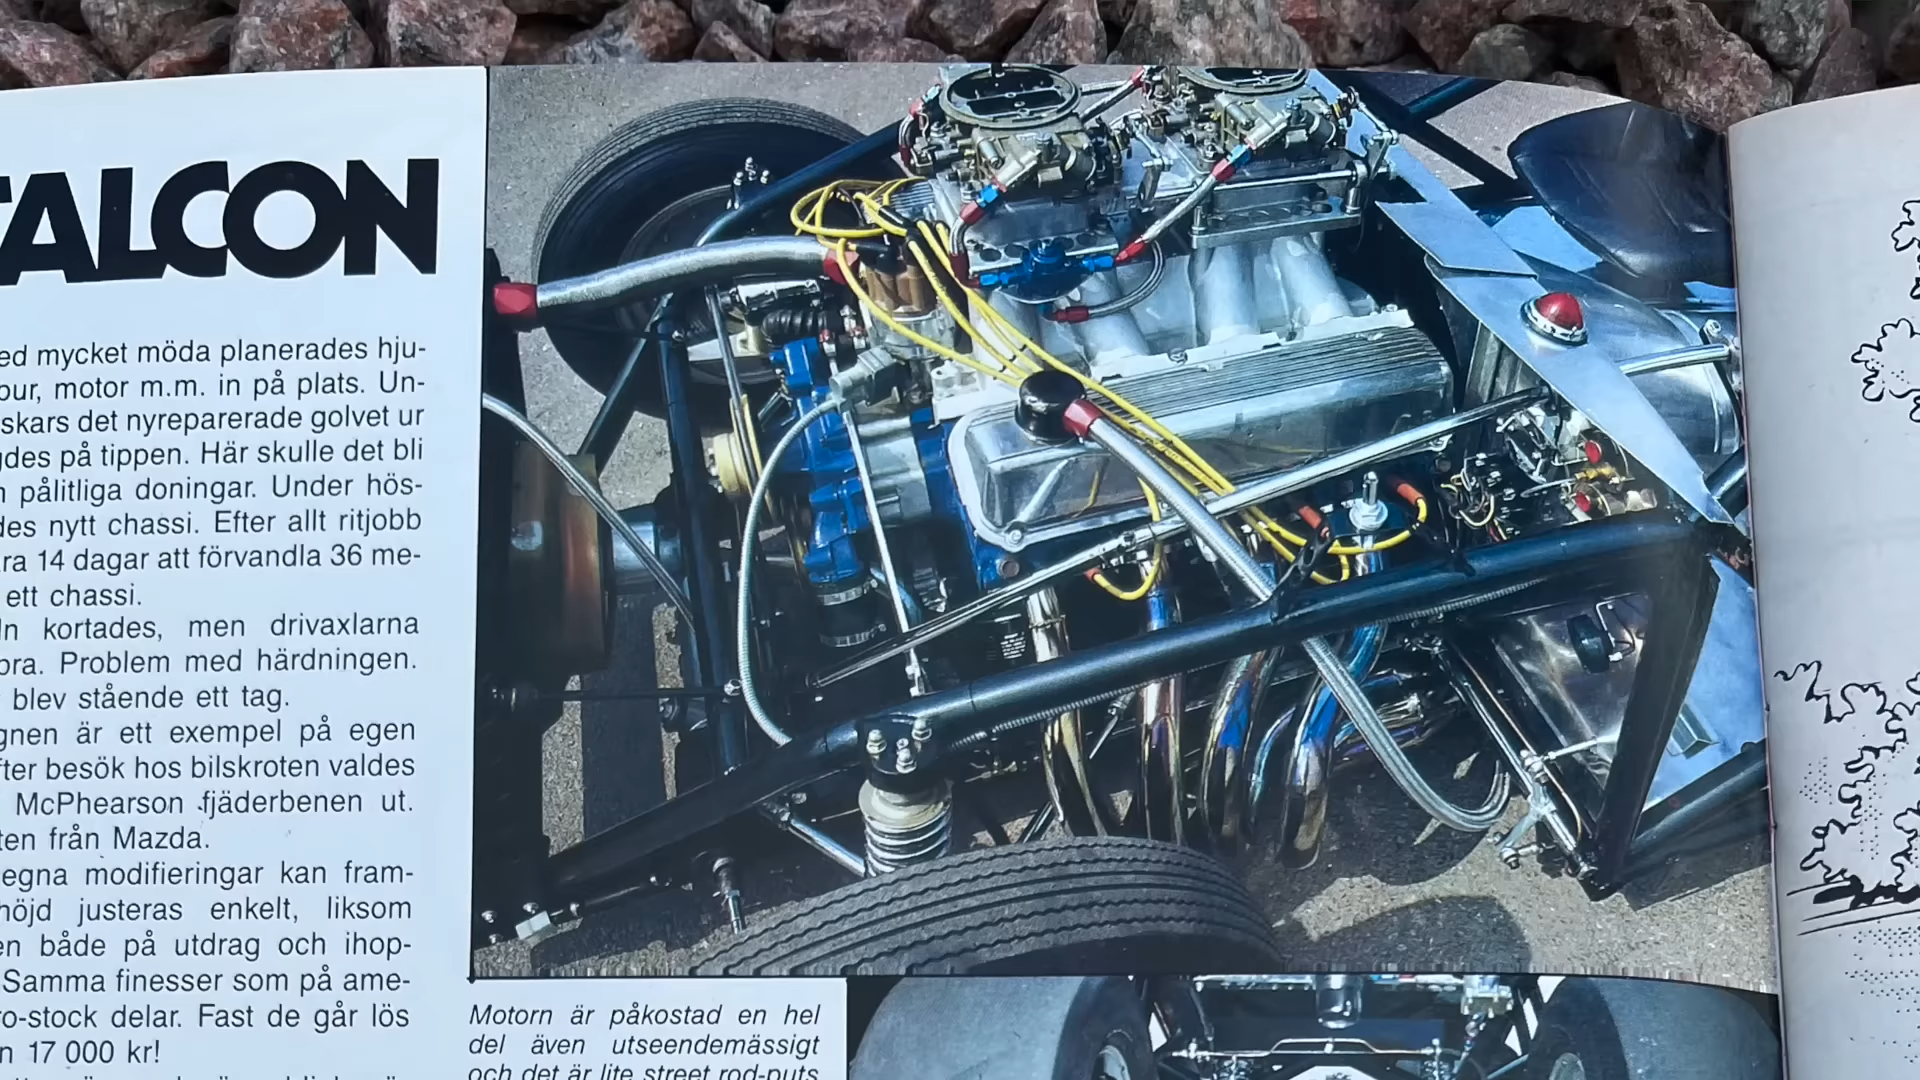 FALCON
ed mycket möda planerades hju-
our, motor m.m. in på plats. Un-
skars det nyreparerade golvet ur
des på tippen. Här skulle det bli
n pålitliga doningar. Under hös-
des nytt chassi. Efter allt ritjobb
ra 14 dagar att förvandla 36 me-
ett chassi.
ln kortades, men drivaxlarna
bra. Problem med härdningen.
blev stående ett tag.
gnen är ett exempel på egen
fter besök hos bilskroten valdes
McPhearson fjäderbenen ut.
ten från Mazda.
egna modifieringar kan fram-
höjd justeras enkelt, liksom
en både på utdrag och ihop-
Samma finesser som på ame-
o-stock delar. Fast de går lös
n 17 000 kr!
Motorn är påkostad en hel
del även utseendemässigt
och det är lite street rod-puts